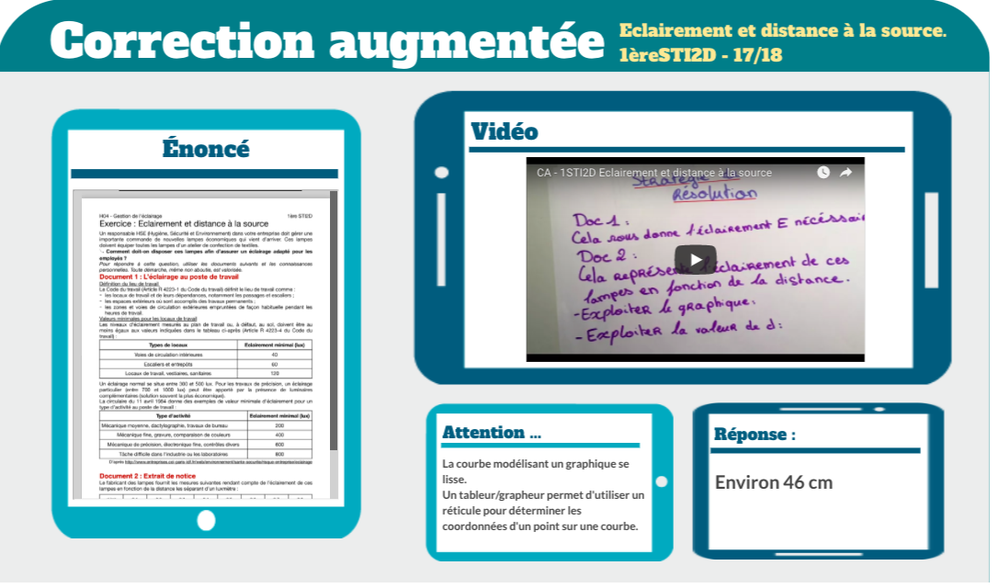 Correction augmentée
Eclairement et distance à la source.
1èreSTI2D - 17/18
Énoncé
H04 - Gestion de l'éclairage 1ère STI2D
Exercice : Eclairement et distance à la source
Un responsable HSE (Hygiène, Sécurité et Environnement) dans votre entreprise doit gérer une
importante commande de nouvelles lampes économiques qui vient d'arriver. Ces lampes
doivent équiper toutes les lampes d'un atelier de confection de textiles.
Comment doit-on disposer ces lampes afin d'assurer un éclairage adapté pour les
employés ?
Pour répondre à cette question, utiliser les documents suivants et les connaissances
personnelles. Toute démarche, même non aboutie, est valorisée.
Document 1 : L'éclairage au poste de travail
Définition du lieu de travail
Le Code du travail (Article R 4223-1 du Code du travail) définit le lieu de travail comme :
- les locaux de travail et de leurs dépendances, notamment les passages et escaliers ;
- les espaces extérieurs où sont accomplis des travaux permanents ;
- les zones et voies de circulation extérieures empruntées de façon habituelle pendant les
heures de travail.
Valeurs minimales pour les locaux de travail
Les niveaux d'éclairement mesurés au plan de travail ou, à défaut, au sol, doivent être au
moins égaux aux valeurs indiquées dans le tableau ci-après (Article R 4223-4 du Code du
travail) :
Types de locaux Eclairement minimal (lux)
Voies de circulation intérieures 40
Escaliers et entrepôts 60
Locaux de travail, vestiaires, sanitaires 120
Un éclairage normal se situe entre 300 et 500 lux. Pour les travaux de précision, un éclairage
particulier (entre 700 et 1000 lux) peut être apporté par la présence de luminaires
complémentaires (solution souvent la plus économique).
La circulaire du 11 avril 1984 donne des exemples de valeur minimale d'éclairement pour un
type d'activité au poste de travail :
Type d'activité Eclairement minimal (lux)
Mécanique moyenne, dactylographie, travaux de bureau 200
Mécanique fine, gravure, comparaison de couleurs 400
Mécanique de précision, électronique fine, contrôles divers 600
Tâche difficile dans l'industrie ou les laboratoires 800
D'après
Document 2 : Extrait de notice
Le fabricant des lampes fournit les mesures suivantes rendant compte de l'éclairement de ces
lampes en fonction de la distance les séparant d'un luxmètre :
Vidéo
CA - 1STI2D Eclairement et distance à la source
Stratégie de
Résolution
Doc 1 :
Cela nous donne l'éclairement E nécessair
Doc 2 :
Cela représente l'éclairement de ces
lampes en fonction de la distance.
- Exploiter le graphique.
- Exploiter la valeur de d:
Attention ...
La courbe modélisant un graphique se
lisse.
Un tableur/grapheur permet d'utiliser un
réticule pour déterminer les
coordonnées d'un point sur une courbe.
Réponse :
Environ 46 cm